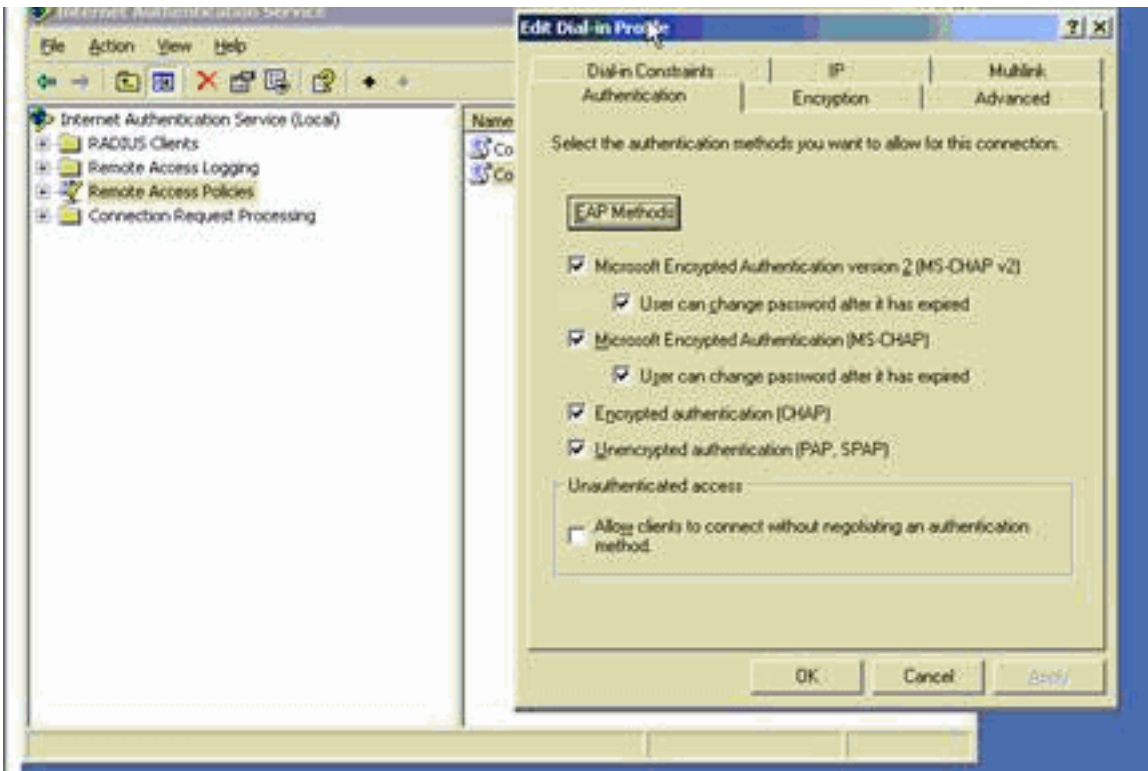 Internet Authentication Service
File Action View Help
Internet Authentication Service (Local)
RADIUS Clients
Remote Access Logging
Remote Access Policies
Connection Request Processing
Name
Co
Co
Edit Dial-in Profile
Dial-in Constraints IP Multilink
Authentication Encryption Advanced
Select the authentication methods you want to allow for this connection.
EAP Methods
Microsoft Encrypted Authentication version 2 (MS-CHAP v2)
User can change password after it has expired
Microsoft Encrypted Authentication (MS-CHAP)
User can change password after it has expired
Encrypted authentication (CHAP)
Unencrypted authentication (PAP, SPAP)
Unauthenticated access
Allow clients to connect without negotiating an authentication
method.
OK Cancel Apply